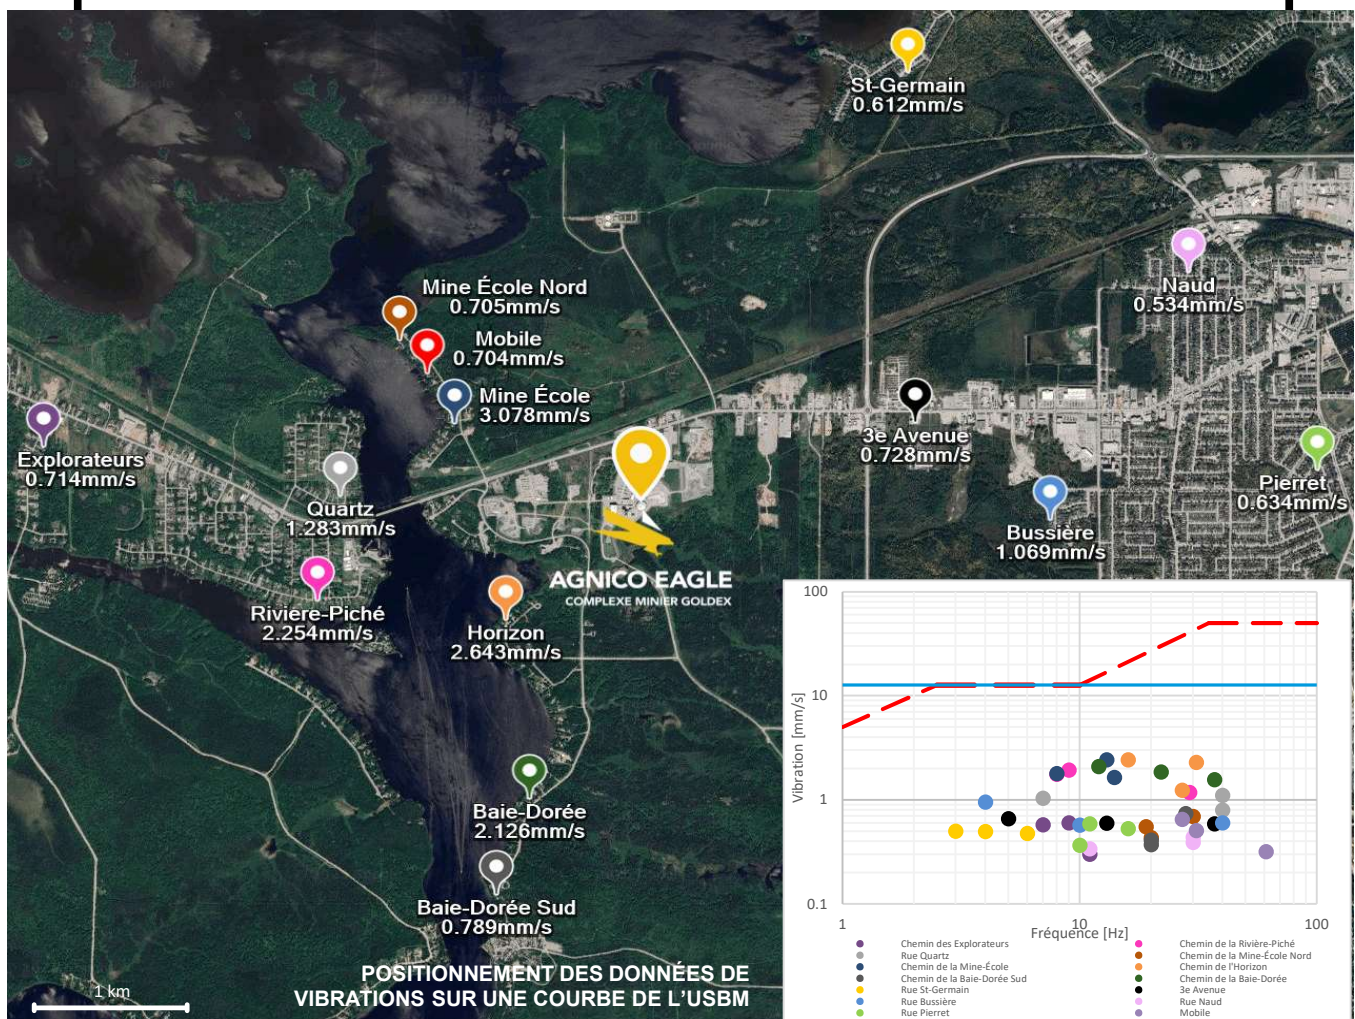 St-Germain
0.612mm/s
Naud
0.534mm/s
Mine École Nord
0.705mm/s
Mobile
0.704mm/s
Mine École
3.078mm/s
Explorateurs
0.714mm/s
Quartz
1.283mm/s
3e Avenue
0.728mm/s
Pierret
0.634mm/s
Bussière
1.069mm/s
AGNICO EAGLE
COMPLEXE MINIER GOLDEX
Riviere-Piché
2.254mm/s
Horizon
2.643mm/s
Baie-Dorée
2.126mm/s
Baie-Dorée Sud
0.789mm/s
POSITIONNEMENT DES DONNÉES DE
VIBRATIONS SUR UNE COURBE DE L'USBM
1 km
100
10
1
0.1
Vibration [mm/s]
1
10
100
Fréquence [Hz]
Chemin des Explorateurs
Chemin de la Rivière-Piché
Rue Quartz
Chemin de la Mine-École Nord
Chemin de la Mine-École
Chemin de l'Horizon
Chemin de la Baie-Dorée Sud
Chemin de la Baie-Dorée
Rue St-Germain
3e Avenue
Rue Bussière
Rue Naud
Rue Pierret
Mobile